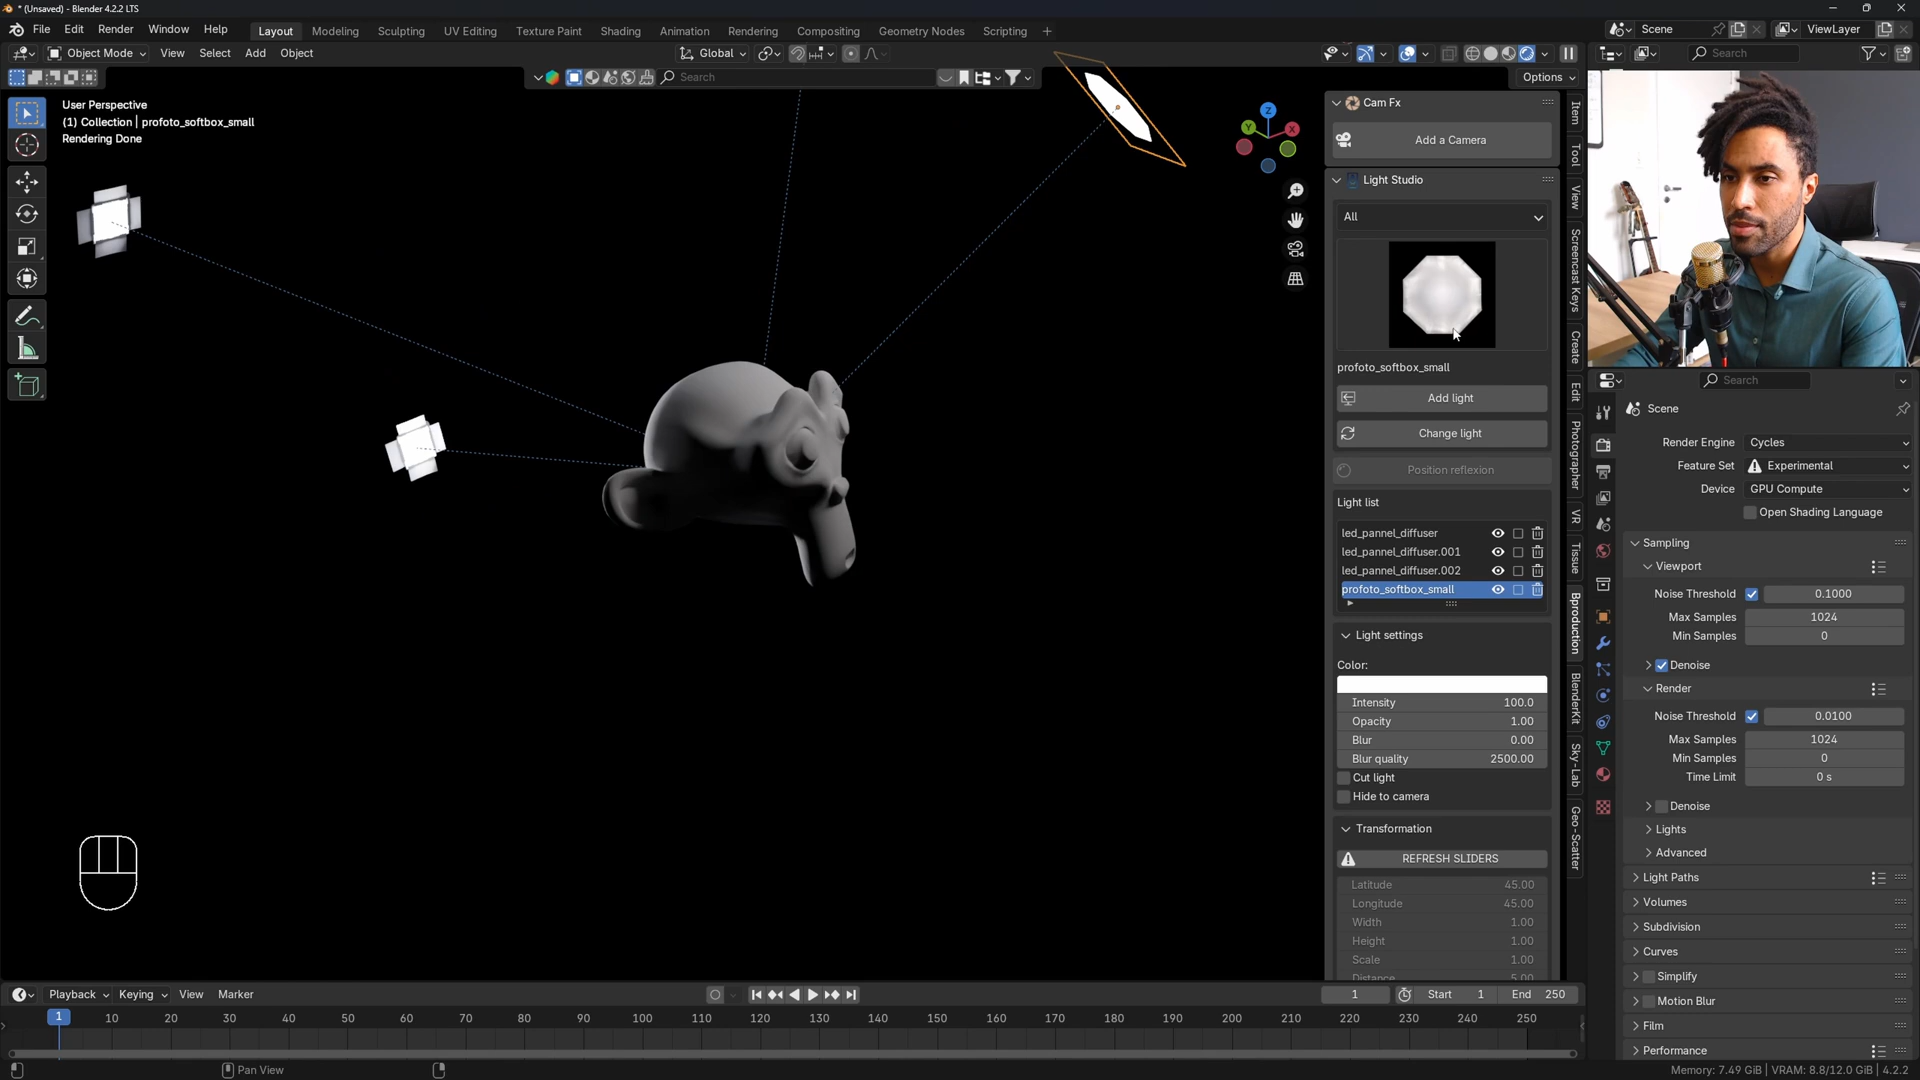 * (Unsaved) - Blender 4.2.2 LTS
File Edit Render Window Help Layout Modeling Sculpting UV Editing Texture Paint Shading Animation Rendering Compositing Geometry Nodes Scripting + Scene ViewLayer
Object Mode View Select Add Object Global Search
Search Options
User Perspective
(1) Collection | profoto_softbox_small
Rendering Done
Z
Y
X
Cam Fx
Add a Camera
Light Studio
All
profoto_softbox_small
Add light
Change light
Position reflexion
Light list
led_pannel_diffuser
led_pannel_diffuser.001
led_pannel_diffuser.002
profoto_softbox_small
Light settings
Color:
Intensity 100.0
Opacity 1.00
Blur 0.00
Blur quality 2500.00
Cut light
Hide to camera
Transformation
REFRESH SLIDERS
Latitude 45.00
Longitude 45.00
Width 1.00
Height 1.00
Scale 1.00
Distance 5.00
Item
Tool
View
Screencast Keys
Create
Edit
Photographer
VR
Tissue
Bproduction
BlenderKit
Sky-Lab
Geo-Scatter
Search
Scene
Render Engine Cycles
Feature Set Experimental
Device GPU Compute
Open Shading Language
Sampling
Viewport
Noise Threshold 0.1000
Max Samples 1024
Min Samples 0
Denoise
Render
Noise Threshold 0.0100
Max Samples 1024
Min Samples 0
Time Limit 0 s
Denoise
Lights
Advanced
Light Paths
Volumes
Subdivision
Curves
Simplify
Motion Blur
Film
Performance
Playback Keying View Marker 1 Start 1 End 250
1 10 20 30 40 50 60 70 80 90 100 110 120 130 140 150 160 170 180 190 200 210 220 230 240 250
Pan View Memory: 7.49 GiB | VRAM: 8.8/12.0 GiB | 4.2.2